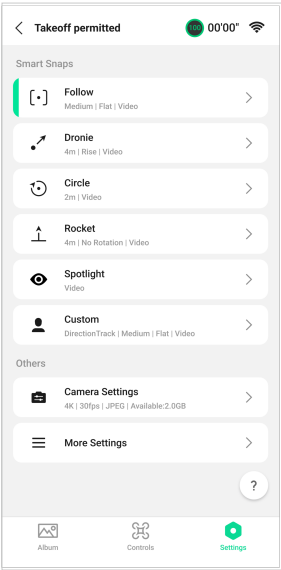 Takeoff permitted
100 00'00"
Smart Snaps
Follow
Medium | Flat | Video
Dronie
4m | Rise | Video
Circle
2m | Video
Rocket
4m | No Rotation | Video
Spotlight
Video
Custom
DirectionTrack | Medium | Flat | Video
Others
Camera Settings
4K | 30fps | JPEG | Available:2.0GB
More Settings
?
Album Controls Settings